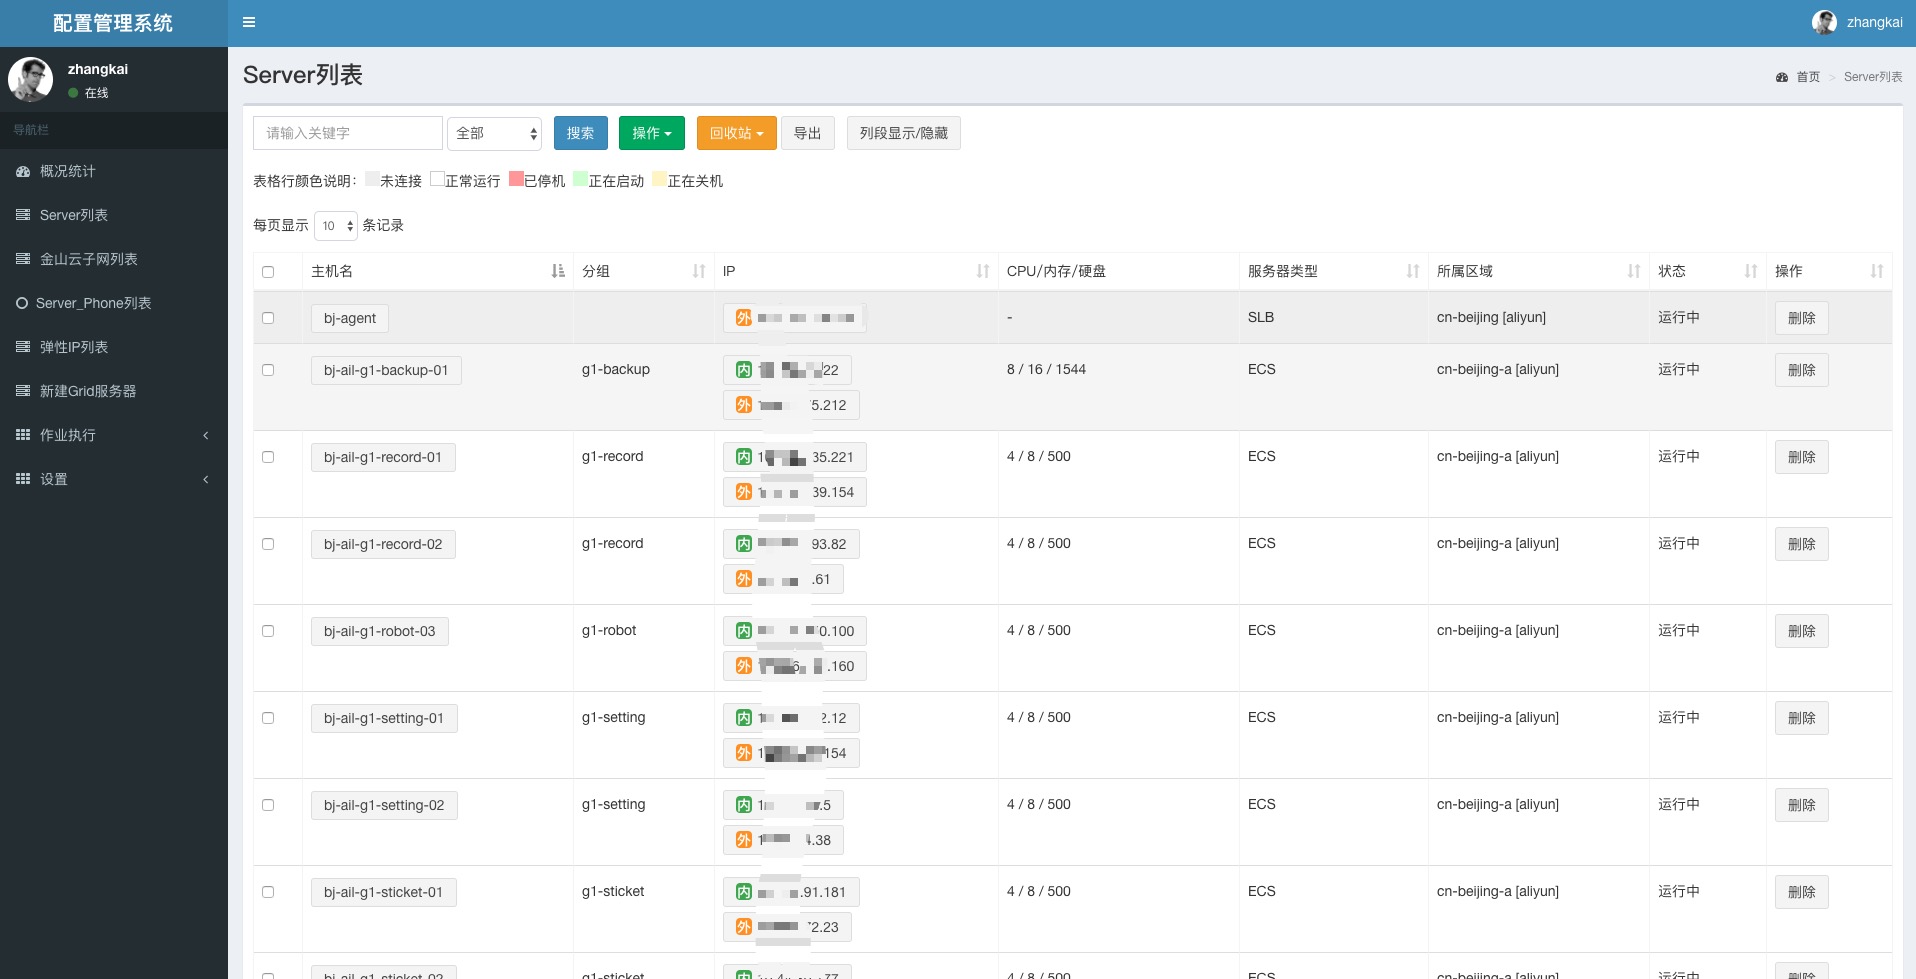 配置管理系统
zhangkai
zhangkai
在线
导航栏
概况统计
Server列表
金山云子网列表
Server_Phone列表
弹性IP列表
新建Grid服务器
作业执行
设置
Server列表
首页 > Server列表
请输入关键字 全部 搜索 操作 回收站 导出 列段显示/隐藏
表格行颜色说明： 未连接 正常运行 已停机 正在启动 正在关机
每页显示 10 条记录
主机名 分组 IP CPU/内存/硬盘 服务器类型 所属区域 状态 操作
bj-agent 外 - SLB cn-beijing [aliyun] 运行中 删除
bj-ail-g1-backup-01 g1-backup 内 22 8 / 16 / 1544 ECS cn-beijing-a [aliyun] 运行中 删除
外 5.212
bj-ail-g1-record-01 g1-record 内 35.221 4 / 8 / 500 ECS cn-beijing-a [aliyun] 运行中 删除
外 39.154
bj-ail-g1-record-02 g1-record 内 93.82 4 / 8 / 500 ECS cn-beijing-a [aliyun] 运行中 删除
外 .61
bj-ail-g1-robot-03 g1-robot 内 0.100 4 / 8 / 500 ECS cn-beijing-a [aliyun] 运行中 删除
外 .160
bj-ail-g1-setting-01 g1-setting 内 2.12 4 / 8 / 500 ECS cn-beijing-a [aliyun] 运行中 删除
外 154
bj-ail-g1-setting-02 g1-setting 内 .5 4 / 8 / 500 ECS cn-beijing-a [aliyun] 运行中 删除
外 .38
bj-ail-g1-sticket-01 g1-sticket 内 .91.181 4 / 8 / 500 ECS cn-beijing-a [aliyun] 运行中 删除
外 2.23
bj-ail-g1-sticket-02 g1-sticket 内 4 / 8 / 500 ECS cn-beijing-a [aliyun] 运行中 删除